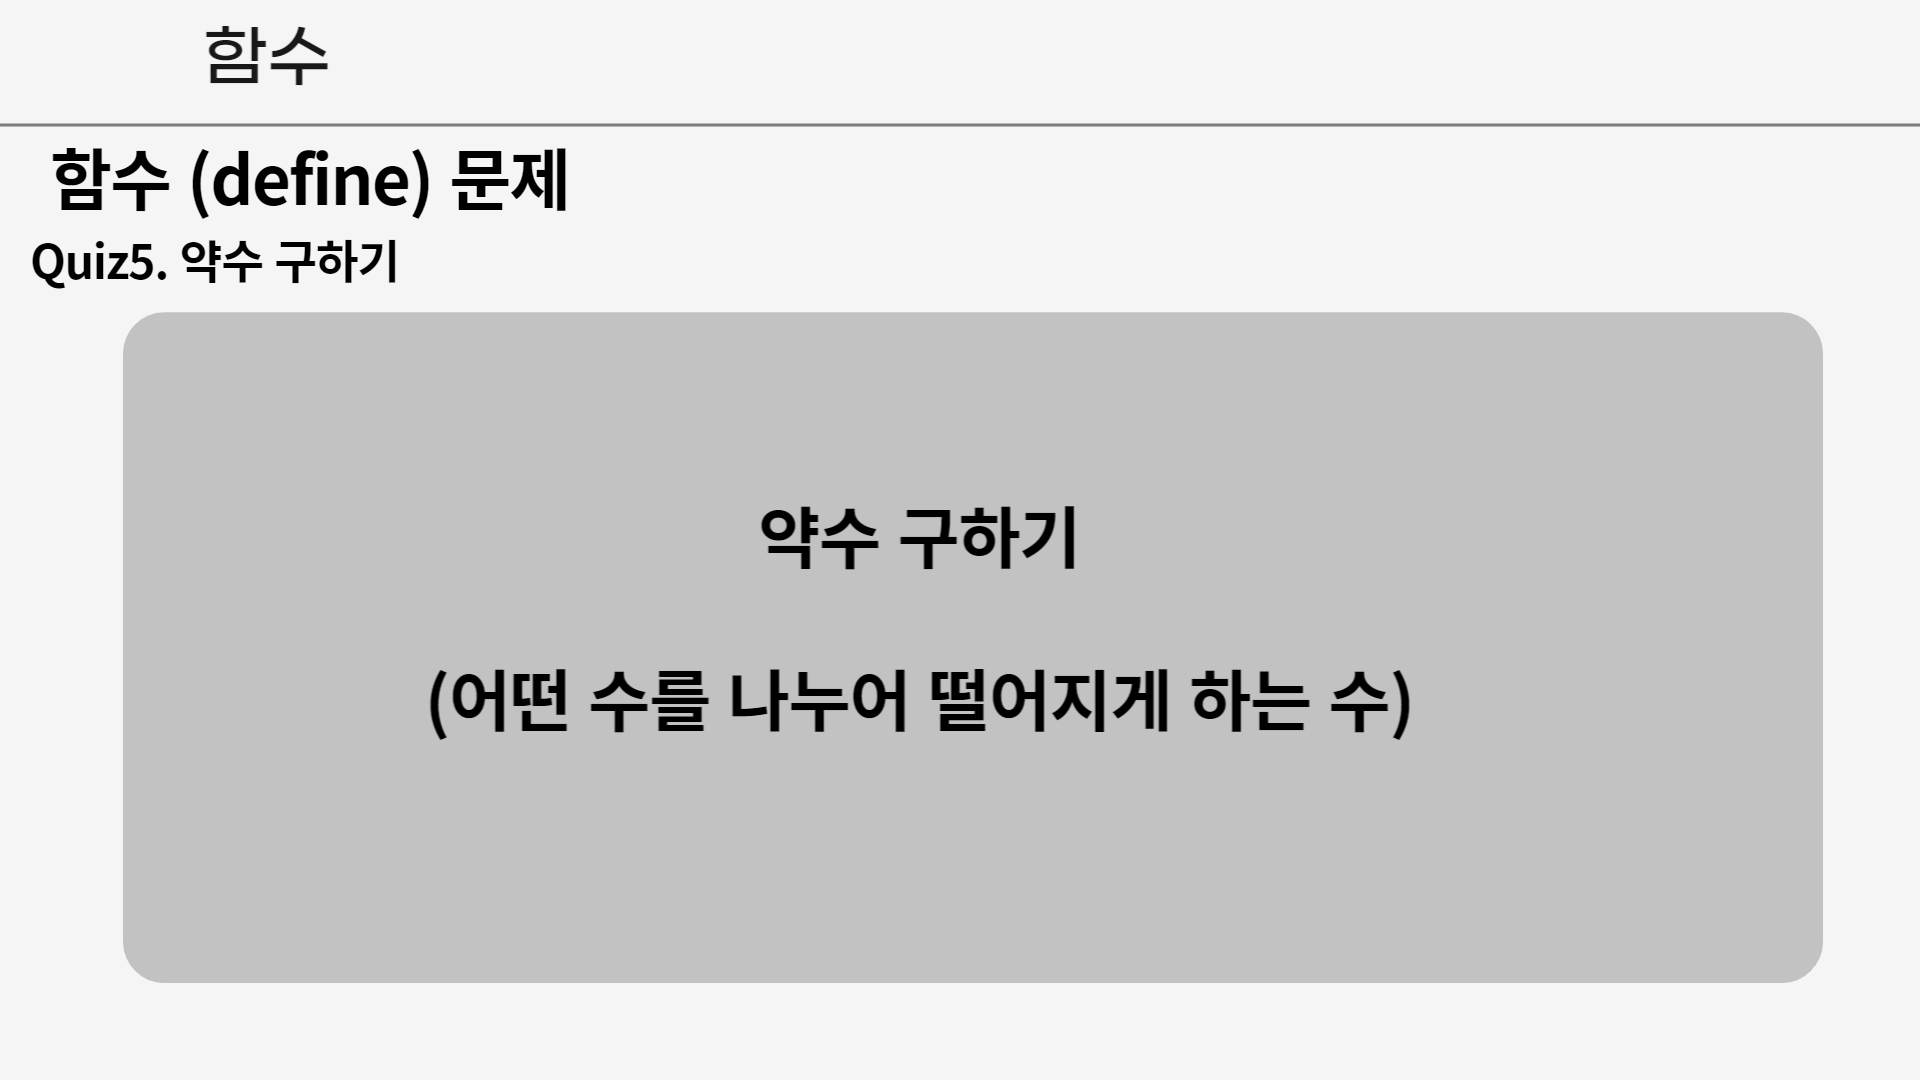 함수
함수 (define) 문제
Quiz5. 약수 구하기
약수 구하기
(어떤 수를 나누어 떨어지게 하는 수)